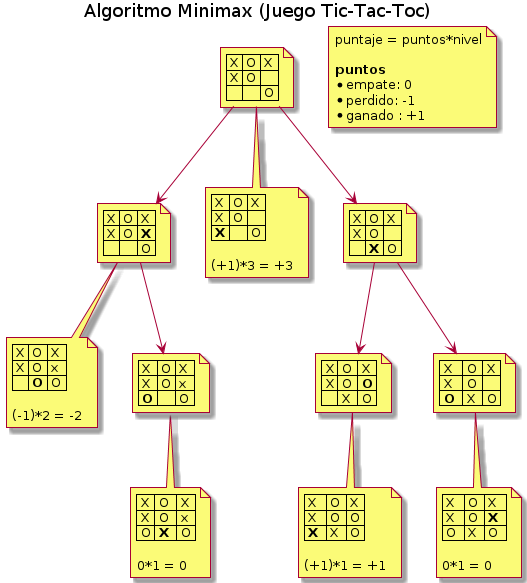 Algoritmo Minimax (Juego Tic-Tac-Toc)
puntaje = puntos*nivel
puntos
• empate: 0
• perdido: -1
• ganado : +1
X O X
X O
O
X O X
X O X
O
X O X
X O
X O
(+1)*3 = +3
X O X
X O
X O
X O X
X O x
O O
(-1)*2 = -2
X O X
X O x
O O
X O X
X O O
X O
X O X
X O
O X O
X O X
X O x
O X O
0*1 = 0
X O X
X O O
X X O
(+1)*1 = +1
X O X
X O X
O X O
0*1 = 0